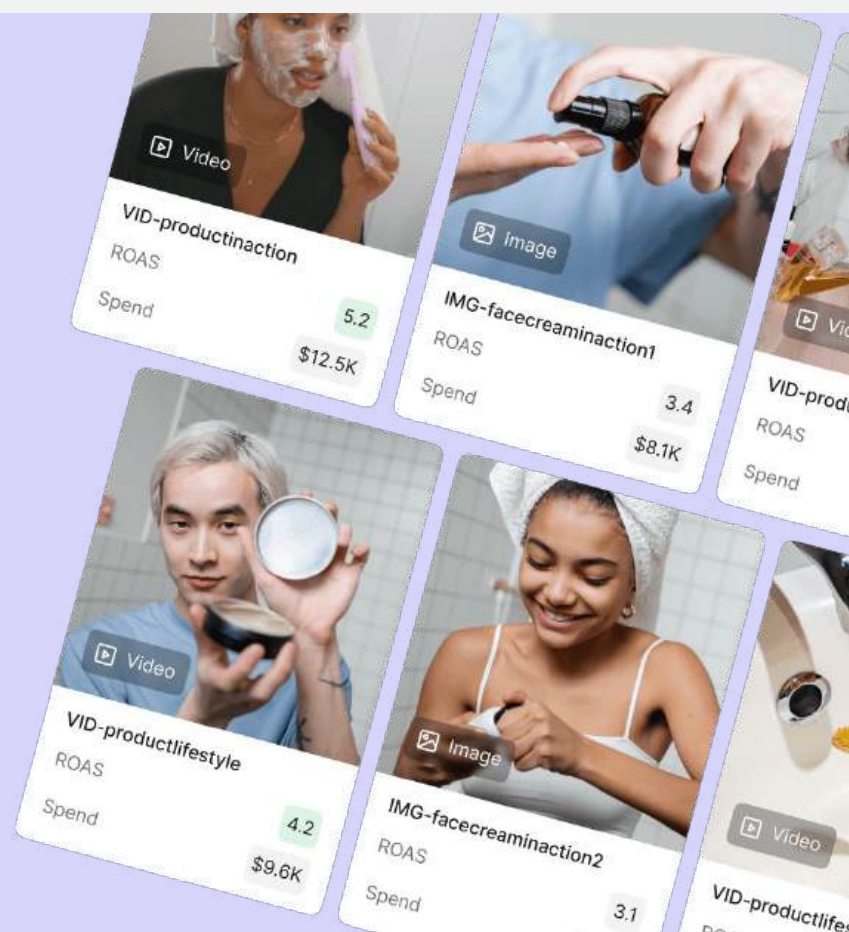 Video
VID-productinaction
ROAS
5.2
Spend
$12.5K
Image
IMG-facecreaminaction1
ROAS
3.4
Spend
$8.1K
ROAS
Spend
Video
VID-productlifestyle
ROAS
4.2
Spend
$9.6K
Image
IMG-facecreaminaction2
ROAS
3.1
Spend
Video